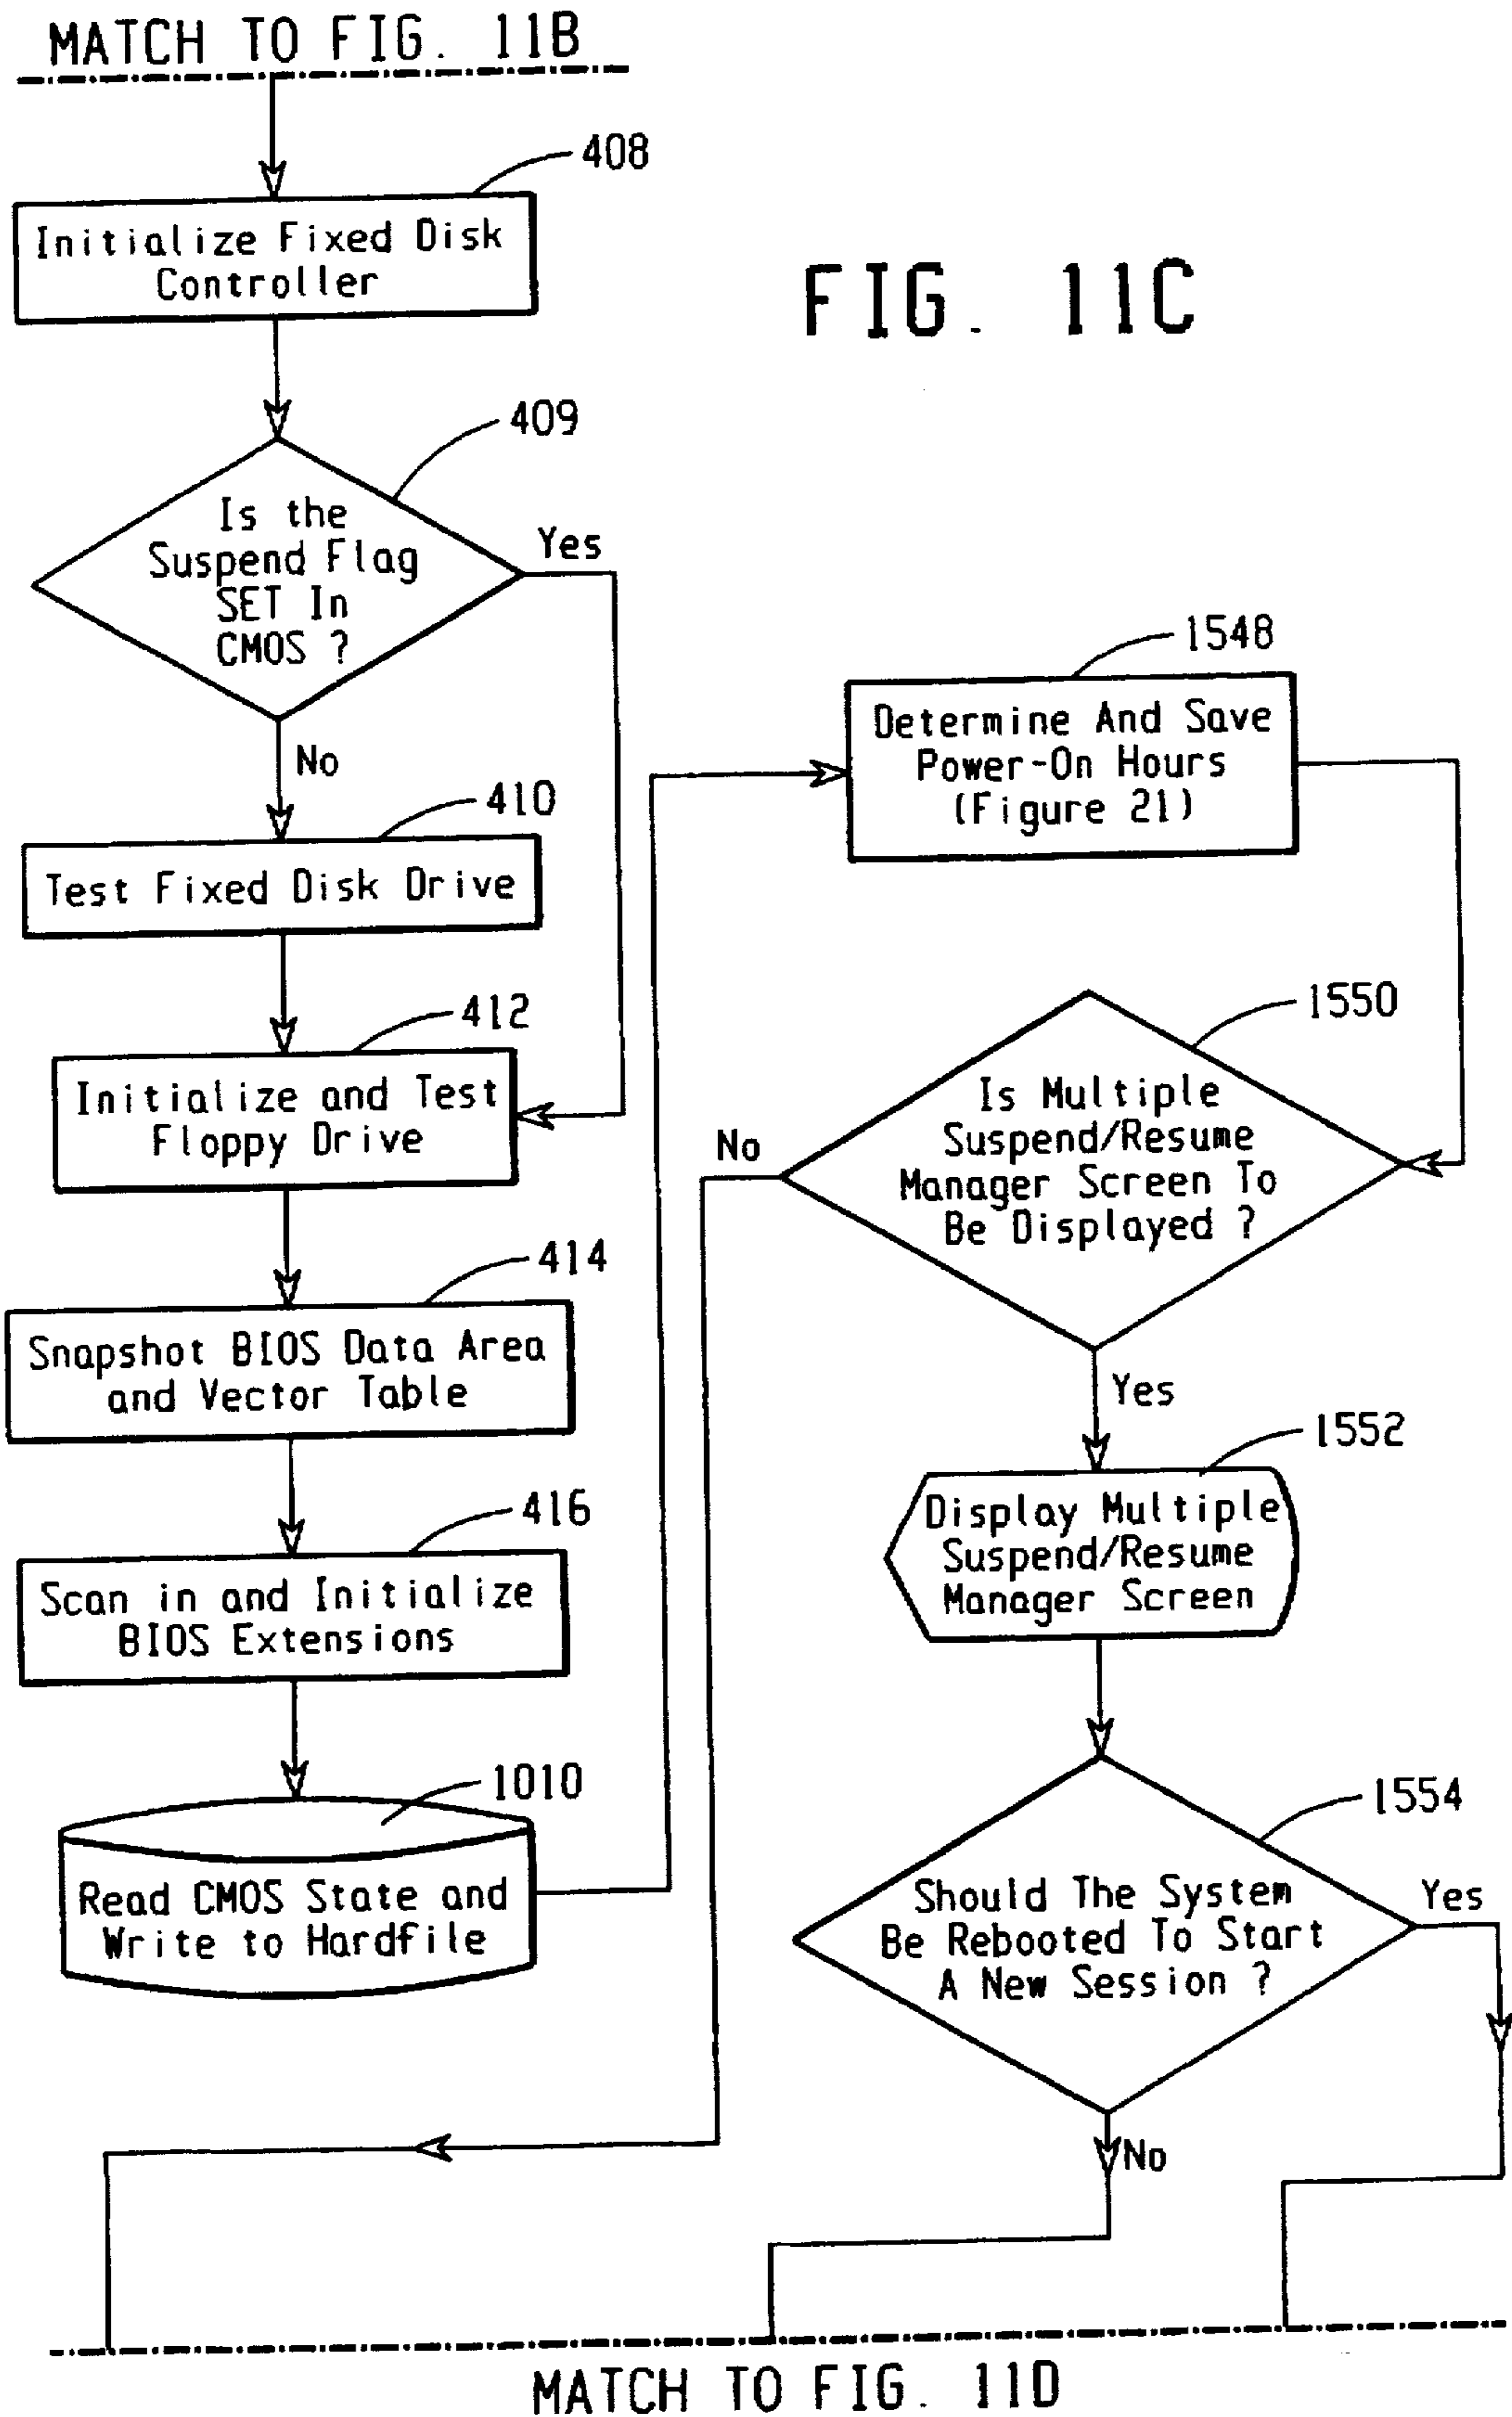 MATCH TO FIG. 11B
408
Initialize Fixed Disk
Controller
FIG. 11C
409
Is the
Suspend Flag
SET In
CMOS ?
Yes
No
410
Test Fixed Disk Drive
412
Initialize and Test
Floppy Drive
414
Snapshot BIOS Data Area
and Vector Table
416
Scan in and Initialize
BIOS Extensions
1010
Read CMOS State and
Write to Hardfile
1548
Determine And Save
Power-On Hours
(Figure 21)
1550
Is Multiple
Suspend/Resume
Manager Screen To
Be Displayed ?
No
Yes
1552
Display Multiple
Suspend/Resume
Manager Screen
1554
Should The System
Be Rebooted To Start
A New Session ?
Yes
No
MATCH TO FIG. 11D